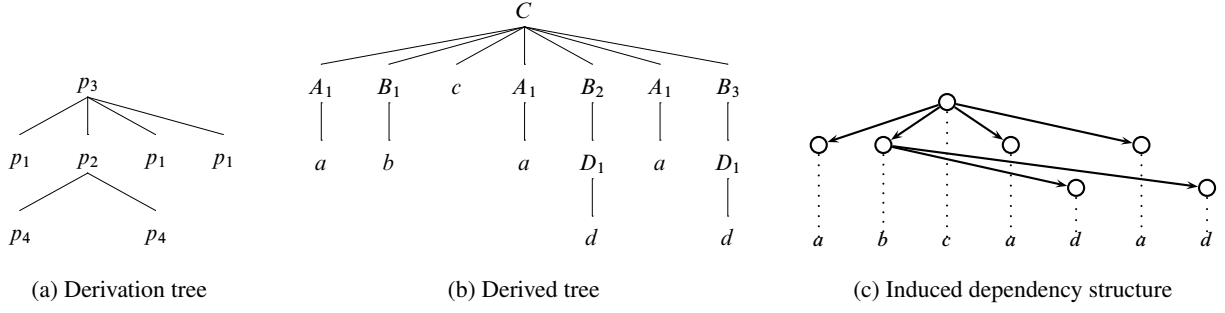 p₃
p₁ p₂ p₁ p₁
p₄ p₄
(a) Derivation tree
C
A₁ B₁ c A₁ B₂ A₁ B₃
a b a D₁ a D₁
d d
(b) Derived tree
a b c a d a d
(c) Induced dependency structure